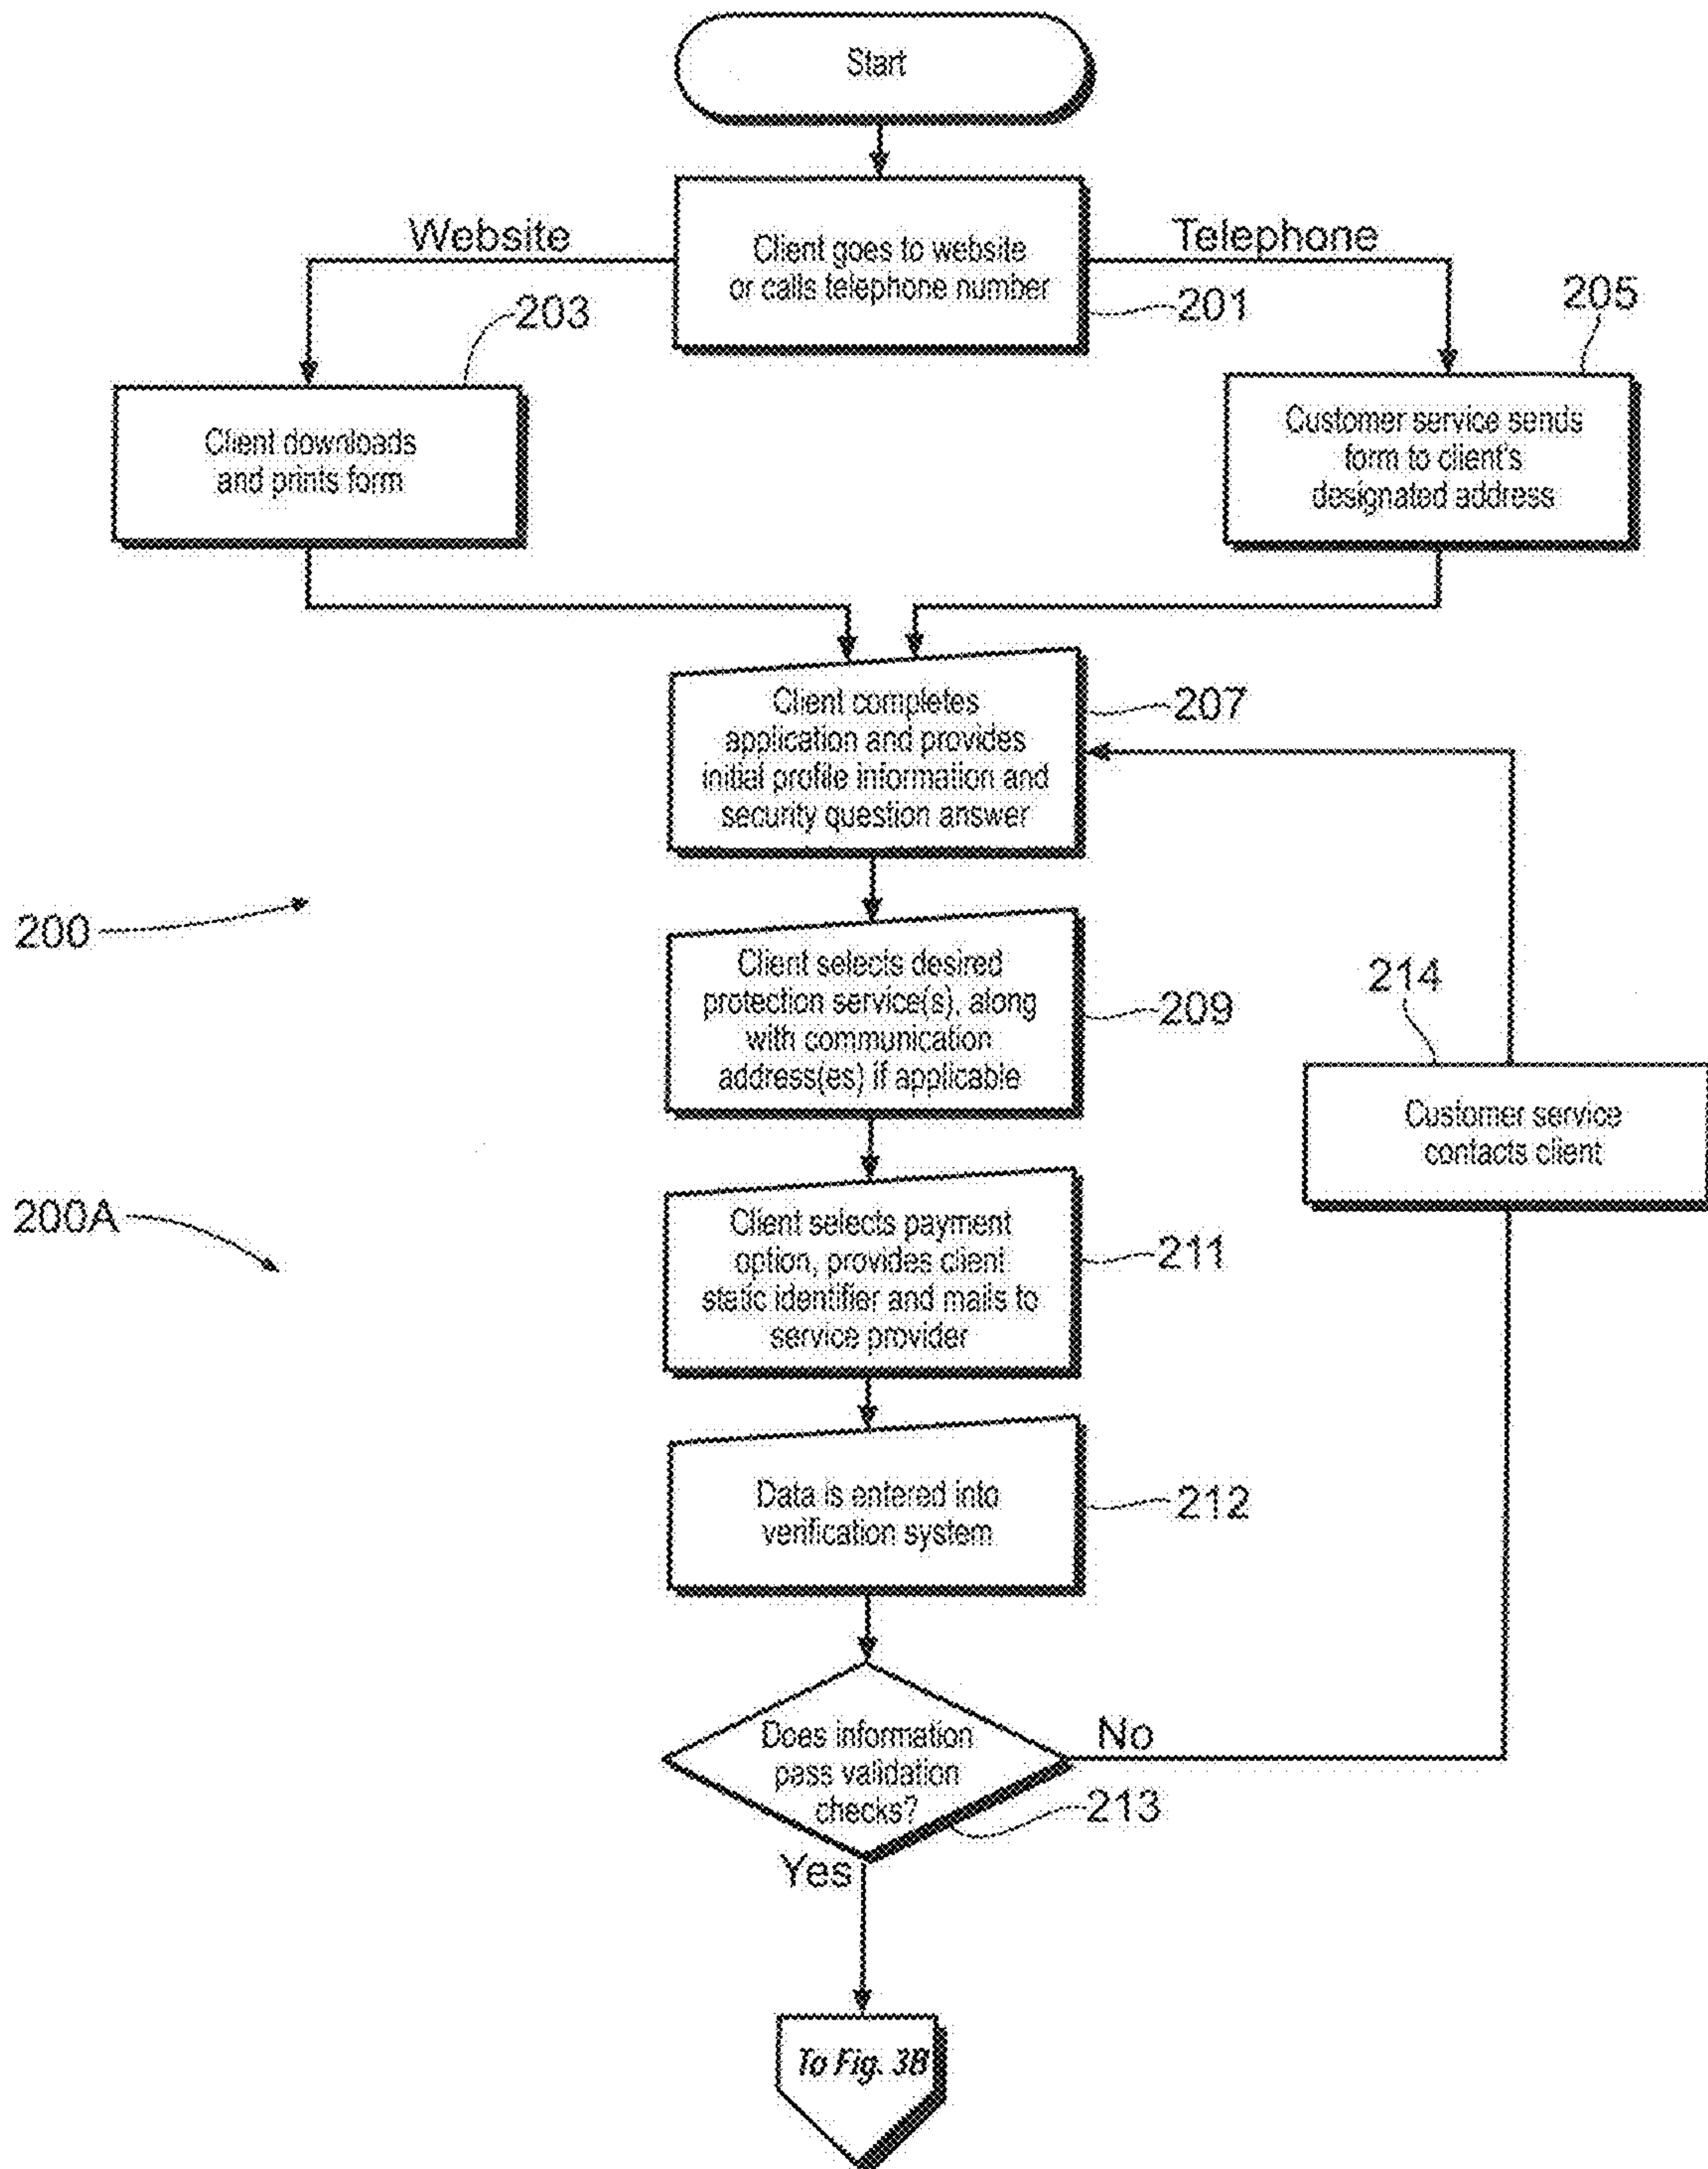 Start
Website
Client goes to website
or calls telephone number
Telephone
201
203
205
Client downloads
and prints form
Customer service sends
form to client's
designated address
Client completes
application and provides
initial profile information and
security question answer
207
200
Client selects desired
protection service(s), along
with communication
address(es) if applicable
209
214
Customer service
contacts client
200A
Client selects payment
option, provides client
static identifier and mails to
service provider
211
Data is entered into
verification system
212
Does information
pass validation
checks?
No
213
Yes
To Fig. 3B